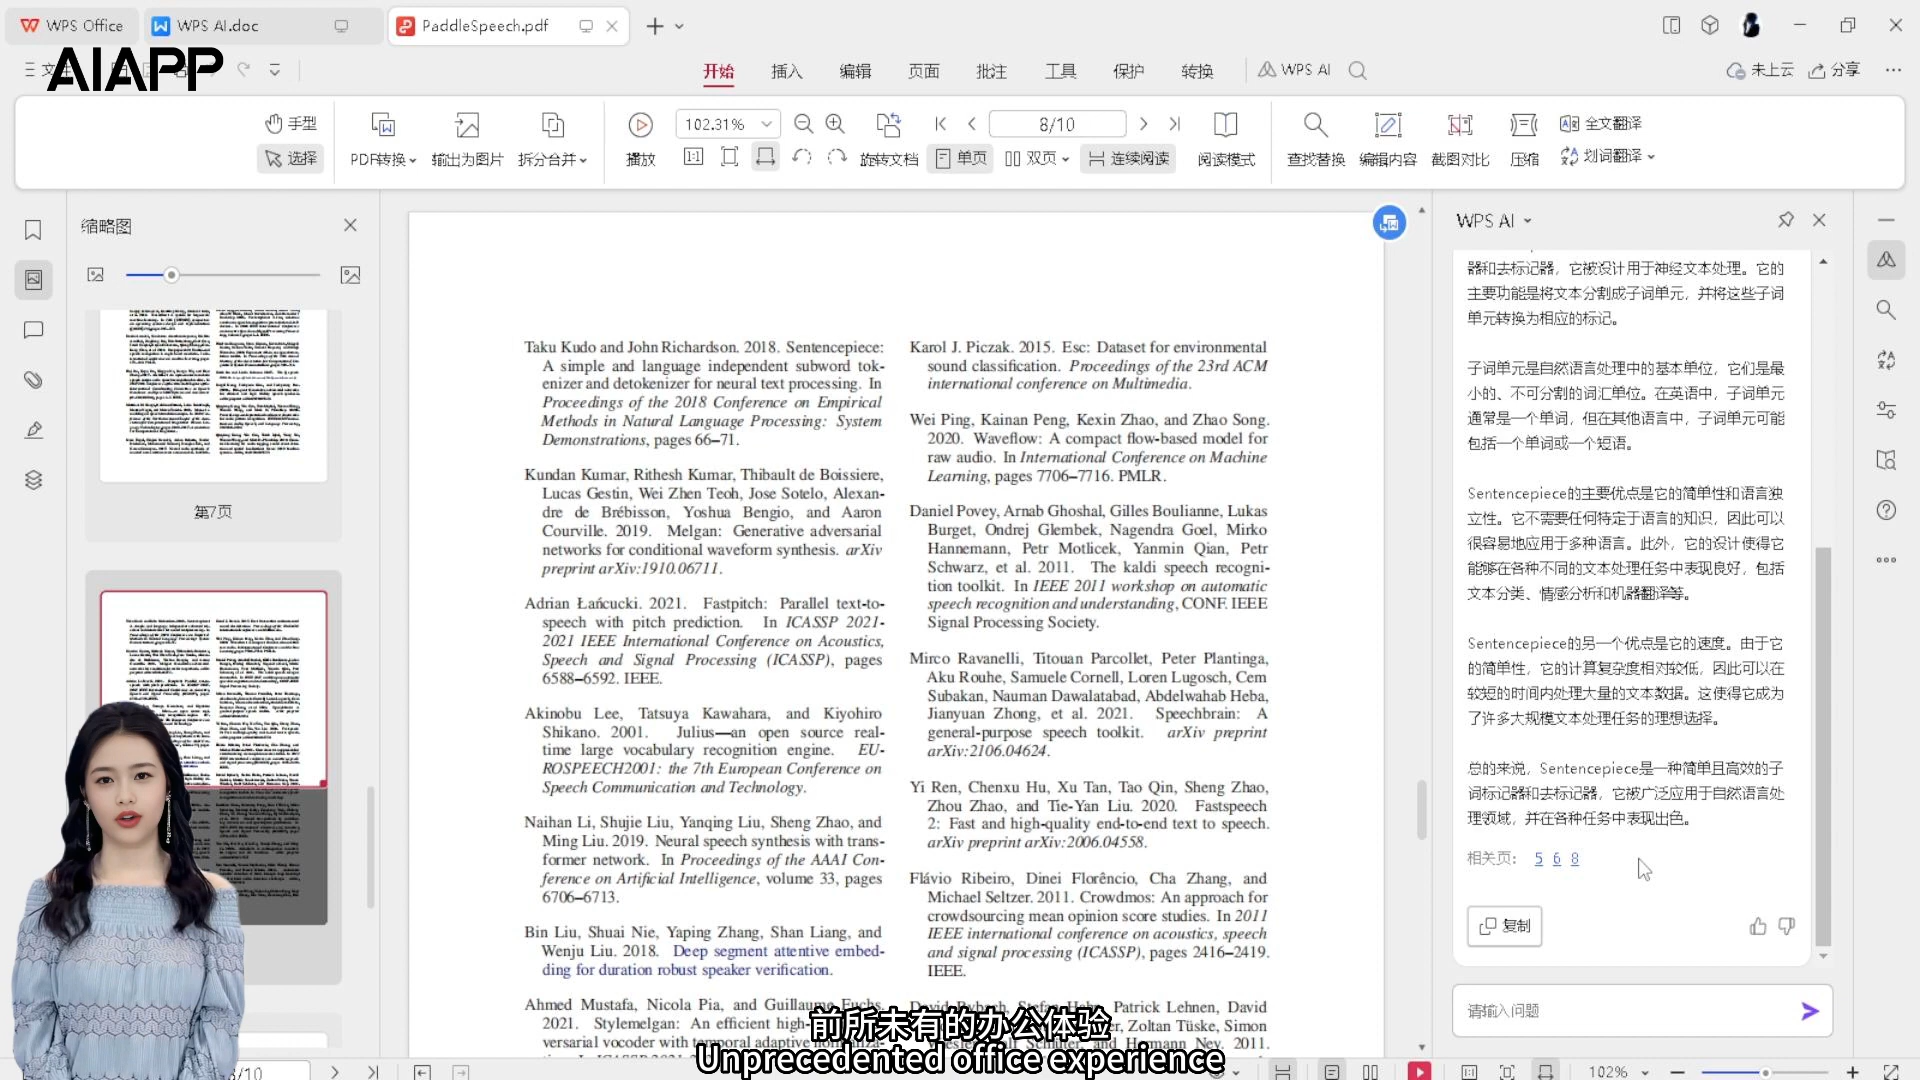 WPS Office
WPS AI.doc
PaddleSpeech.pdf
AIAPP
开始
插入
编辑
页面
批注
工具
保护
转换
WPS AI
未上云
分享
手型
选择
PDF转换
输出为图片
拆分合并
播放
102.31%
旋转文档
8/10
单页
双页
连续阅读
阅读模式
查找替换
编辑内容
截图对比
压缩
全文翻译
划词翻译
缩略图
第7页
Taku Kudo and John Richardson. 2018. Sentencepiece:
A simple and language independent subword tok-
enizer and detokenizer for neural text processing. In
Proceedings of the 2018 Conference on Empirical
Methods in Natural Language Processing: System
Demonstrations, pages 66–71.
Kundan Kumar, Rithesh Kumar, Thibault de Boissiere,
Lucas Gestin, Wei Zhen Teoh, Jose Sotelo, Alexan-
dre de Brébisson, Yoshua Bengio, and Aaron
Courville. 2019. Melgan: Generative adversarial
networks for conditional waveform synthesis. arXiv
preprint arXiv:1910.06711.
Adrian Łańcucki. 2021. Fastpitch: Parallel text-to-
speech with pitch prediction. In ICASSP 2021-
2021 IEEE International Conference on Acoustics,
Speech and Signal Processing (ICASSP), pages
6588–6592. IEEE.
Akinobu Lee, Tatsuya Kawahara, and Kiyohiro
Shikano. 2001. Julius—an open source real-
time large vocabulary recognition engine. EU-
ROSPEECH2001: the 7th European Conference on
Speech Communication and Technology.
Naihan Li, Shujie Liu, Yanqing Liu, Sheng Zhao, and
Ming Liu. 2019. Neural speech synthesis with trans-
former network. In Proceedings of the AAAI Con-
ference on Artificial Intelligence, volume 33, pages
6706–6713.
Bin Liu, Shuai Nie, Yaping Zhang, Shan Liang, and
Wenju Liu. 2018. Deep segment attentive embed-
ding for duration robust speaker verification.
Ahmed Mustafa, Nicola Pia, and Guillaume Fuchs.
2021. Stylemelgan: An efficient high-
versarial vocoder with temporal adaptive
Karol J. Piczak. 2015. Esc: Dataset for environmental
sound classification. Proceedings of the 23rd ACM
international conference on Multimedia.
Wei Ping, Kainan Peng, Kexin Zhao, and Zhao Song.
2020. Waveflow: A compact flow-based model for
raw audio. In International Conference on Machine
Learning, pages 7706–7716. PMLR.
Daniel Povey, Arnab Ghoshal, Gilles Boulianne, Lukas
Burget, Ondrej Glembek, Nagendra Goel, Mirko
Hannemann, Petr Motlicek, Yanmin Qian, Petr
Schwarz, et al. 2011. The kaldi speech recogni-
tion toolkit. In IEEE 2011 workshop on automatic
speech recognition and understanding, CONF. IEEE
Signal Processing Society.
Mirco Ravanelli, Titouan Parcollet, Peter Plantinga,
Aku Rouhe, Samuele Cornell, Loren Lugosch, Cem
Subakan, Nauman Dawalatabad, Abdelwahab Heba,
Jianyuan Zhong, et al. 2021. Speechbrain: A
general-purpose speech toolkit. arXiv preprint
arXiv:2106.04624.
Yi Ren, Chenxu Hu, Xu Tan, Tao Qin, Sheng Zhao,
Zhou Zhao, and Tie-Yan Liu. 2020. Fastspeech
2: Fast and high-quality end-to-end text to speech.
arXiv preprint arXiv:2006.04558.
Flávio Ribeiro, Dinei Florêncio, Cha Zhang, and
Michael Seltzer. 2011. Crowdmos: An approach for
crowdsourcing mean opinion score studies. In 2011
IEEE international conference on acoustics, speech
and signal processing (ICASSP), pages 2416–2419.
IEEE.
Patrick Lehnen, David
Zoltan Tüske, Simon
Hermann Ney. 2011.
WPS AI
器和去标记器，它被设计用于神经文本处理。它的
主要功能是将文本分割成子词单元，并将这些子词
单元转换为相应的标记。
子词单元是自然语言处理中的基本单位，它们是最
小的、不可分割的词汇单位。在英语中，子词单元
通常是一个单词，但在其他语言中，子词单元可能
包括一个单词或一个短语。
Sentencepiece的主要优点是它的简单性和语言独
立性。它不需要任何特定于语言的知识，因此可以
很容易地应用于多种语言。此外，它的设计使得它
能够在各种不同的文本处理任务中表现良好，包括
文本分类、情感分析和机器翻译等。
Sentencepiece的另一个优点是它的速度。由于它
的简单性，它的计算复杂度相对较低，因此可以在
较短的时间内处理大量的文本数据。这使得它成为
了许多大规模文本处理任务的理想选择。
总的来说，Sentencepiece是一种简单且高效的子
词标记器和去标记器，它被广泛应用于自然语言处
理领域，并在各种任务中表现出色。
相关页： 5 6 8
复制
请输入问题
前所未有的办公体验
Unprecedented office experience
102%